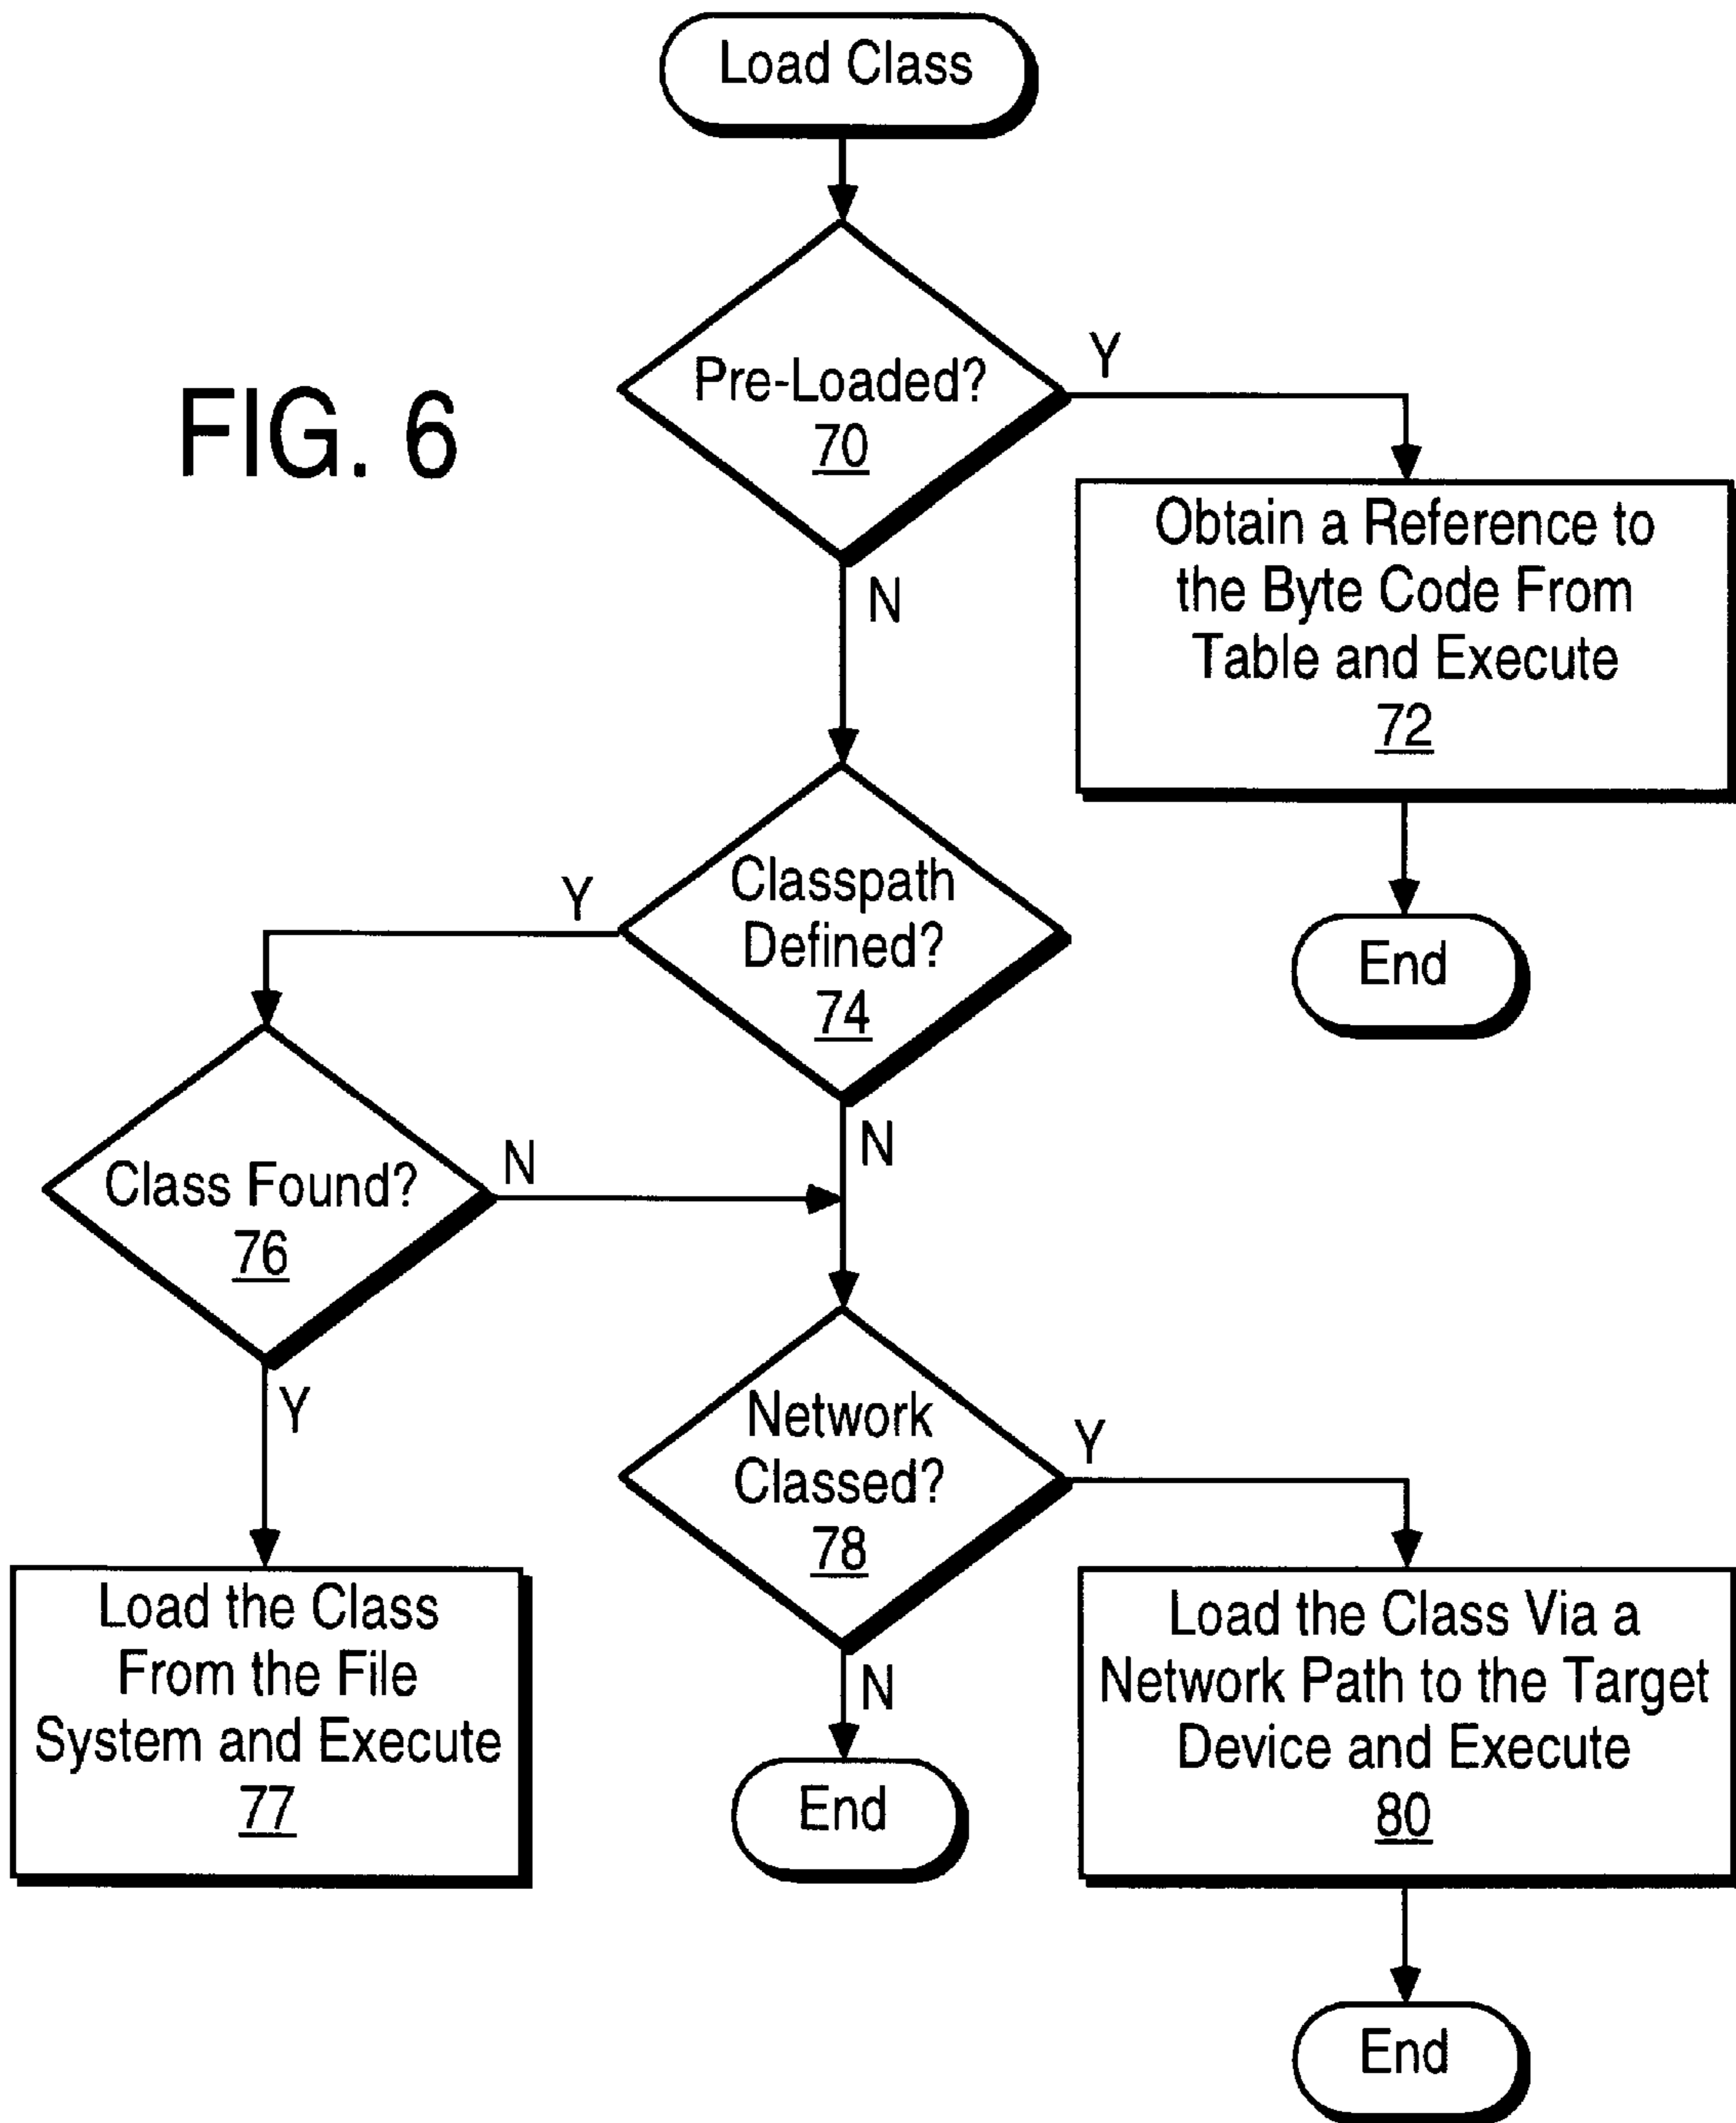 Load Class
FIG. 6
Pre-Loaded?
70
Y
N
Obtain a Reference to
the Byte Code From
Table and Execute
72
End
Classpath
Defined?
74
Y
N
Class Found?
76
N
Y
Load the Class
From the File
System and Execute
77
Network
Classed?
78
Y
N
End
Load the Class Via a
Network Path to the Target
Device and Execute
80
End